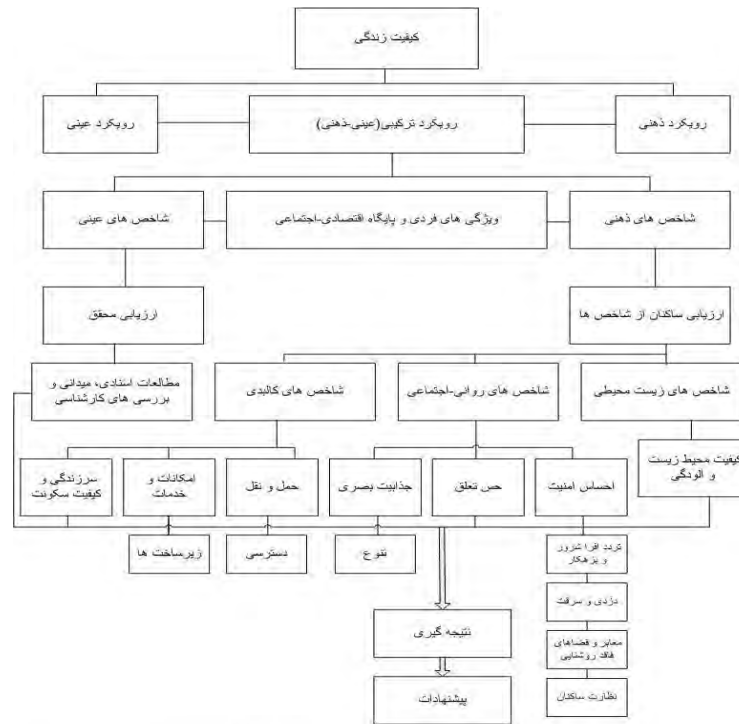 کیفیت زندگی
رویکرد ذهنی
رویکرد ترکیبی(عینی-ذهنی)
رویکرد عینی
شاخص های ذهنی
ویژگی های فردی و پایگاه اقتصادی-اجتماعی
شاخص های عینی
ارزیابی ساکنان از شاخص ها
ارزیابی محقق
شاخص های زیست محیطی
شاخص های روانی-اجتماعی
شاخص های کالبدی
مطالعات اسنادی، میدانی و
بررسی های کارشناسی
کیفیت محیط زیست
و آلودگی
احساس امنیت
حس تعلق
جذابیت بصری
حمل و نقل
امکانات و
خدمات
سرزندگی و
کیفیت سکونت
تردد افرا شرور
و بزهکار
تنوع
دسترسی
زیرساخت ها
دزدی و سرقت
معابر و فضاهای
فاقد روشنایی
نظارت ساکنان
نتیجه گیری
پیشنهادات